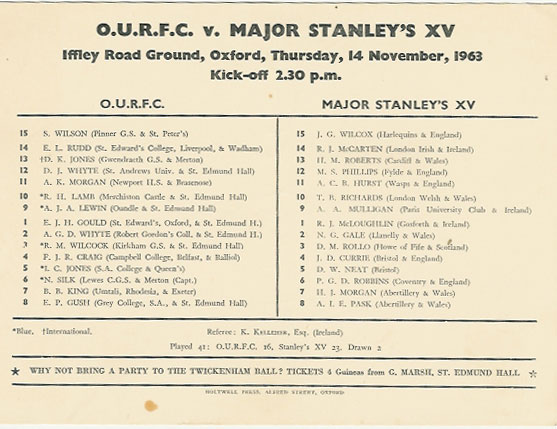 O.U.R.F.C. v. MAJOR STANLEY'S XV
Iffley Road Ground, Oxford, Thursday, 14 November, 1963
Kick-off 2.30 p.m.
O.U.R.F.C.
15 S. WILSON (Pinner G.S. & St. Peter's)
14 E. L. RUDD (St. Edward's College, Liverpool, & Wadham)
13 †D. K. JONES (Gwendraeth G.S. & Merton)
12 D. J. WHYTE (St. Andrews Univ. & St. Edmund Hall)
11 A. K. MORGAN (Newport H.S. & Brasenose)
10 *R. H. LAMB (Merchiston Castle & St. Edmund Hall)
9 *A. J. A. LEWIN (Oundle & St. Edmund Hall)
1 E. J. H. GOULD (St. Edward's, Oxford, & St. Edmund H.)
2 A. G. D. WHYTE (Robert Gordon's Coll. & St. Edmund H.)
3 *R. M. WILCOCK (Kirkham G.S. & St. Edmund Hall)
4 F. J. R. CRAIG (Campbell College, Belfast, & Balliol)
5 *I. C. JONES (S.A. College & Queen's)
6 *N. SILK (Lewes C.G.S, & Merton (Capt.)
7 B. B. KING (Umtali, Rhodesia, & Exeter)
8 E. P. GUSH (Grey College, S.A., & St. Edmund Hall)
MAJOR STANLEY'S XV
15 J. G. WILCOX (Harlequins & England)
14 R. J. McCARTEN (London Irish & Ireland)
13 H. M. ROBERTS (Cardiff & Wales)
12 M. S. PHILLIPS (Fylde & England)
11 A. C. B. HURST (Wasps & England)
10 T. B. RICHARDS (London Welsh & Wales)
9 A. A. MULLIGAN (Paris University Club & Ireland)
1 R. J. McLOUGHLIN (Gosforth & Ireland)
2 N. G. GALE (Llanelly & Wales)
3 D. M. ROLLO (Howe of Fife & Scotland)
4 J. D. CURRIE (Bristol & England)
5 D. W. NEAT (Bristol)
6 P. G. D. ROBBINS (Coventry & England)
7 H. J. MORGAN (Abertillery & Wales)
8 A. I. E. PASK (Abertillery & Wales)
*Blue, †International. Referee: K. KELLEHER, Esq. (Ireland)
Played 41: O.U.R.F.C. 16, Stanley's XV 23, Drawn 2
★ WHY NOT BRING A PARTY TO THE TWICKENHAM BALL? TICKETS 4 Guineas from G. MARSH, ST. EDMUND HALL ☆
HOLYWELL PRESS, ALFRED STREET, OXFORD